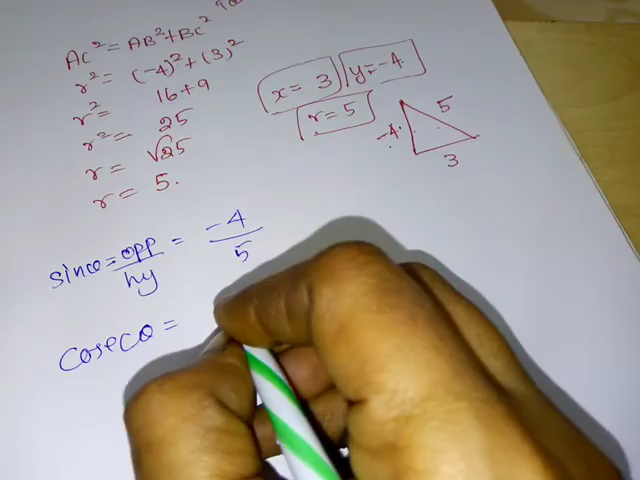 AC² = AB² + BC²
r² = (-4)² + (3)²
r² = 16 + 9
r² = 25
r = √25
r = 5.
x = 3 y = -4
r = 5
5
-4
3
sinθ = opp/hy = -4/5
cosecθ =